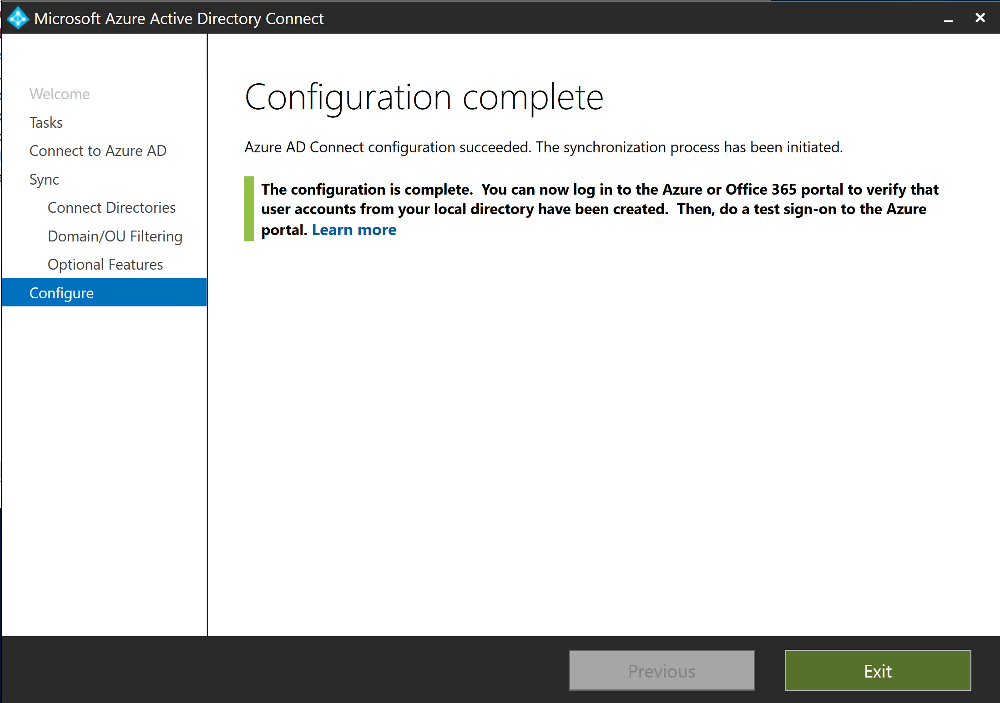 Microsoft Azure Active Directory Connect
Welcome
Tasks
Connect to Azure AD
Sync
Connect Directories
Domain/OU Filtering
Optional Features
Configure
Configuration complete
Azure AD Connect configuration succeeded. The synchronization process has been initiated.
The configuration is complete.  You can now log in to the Azure or Office 365 portal to verify that
user accounts from your local directory have been created.  Then, do a test sign-on to the Azure
portal. Learn more
Previous
Exit